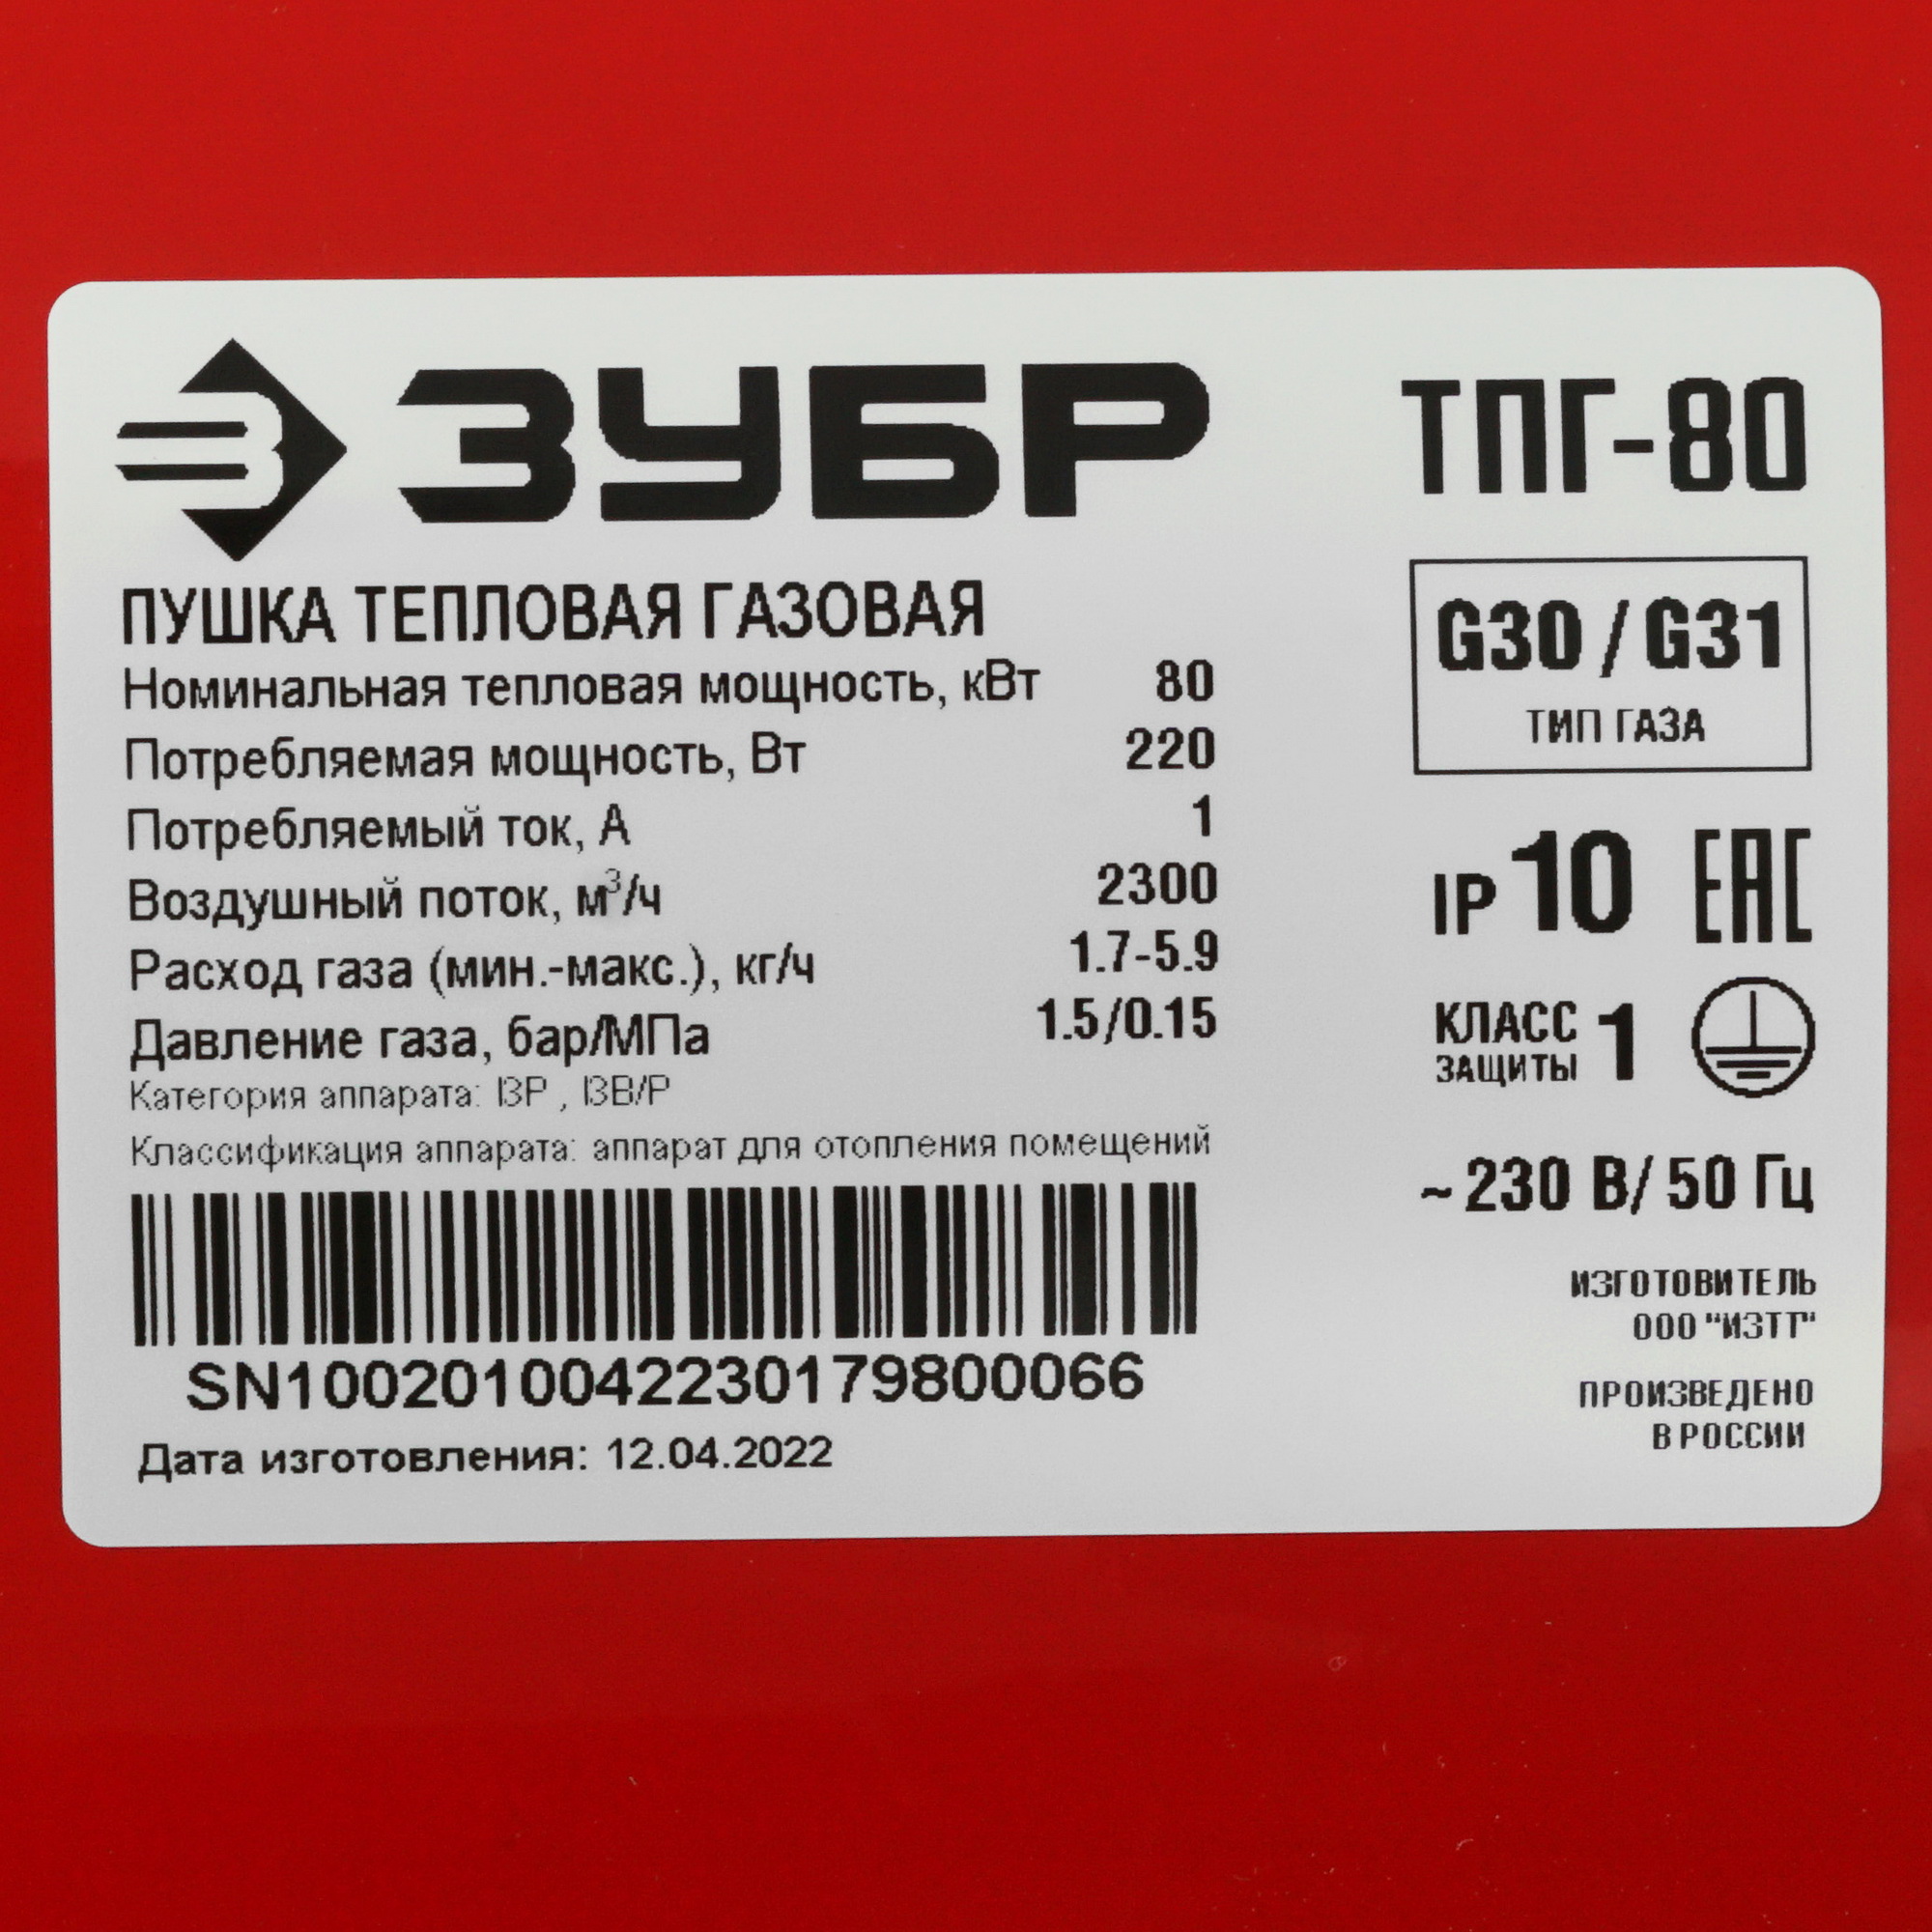 ЗУБР
ТПГ-80
ПУШКА ТЕПЛОВАЯ ГАЗОВАЯ
Номинальная тепловая мощность, кВт 80
Потребляемая мощность, Вт 220
Потребляемый ток, А 1
Воздушный поток, м³/ч 2300
Расход газа (мин.-макс.), кг/ч 1.7-5.9
Давление газа, бар/МПа 1.5/0.15
Категория аппарата: I3P , I3B/P
Классификация аппарата: аппарат для отопления помещений
SN1002010042230179800066
Дата изготовления: 12.04.2022
G30 / G31
ТИП ГАЗА
IP 10 EAC
КЛАСС ЗАЩИТЫ 1
~230 В/ 50 Гц
ИЗГОТОВИТЕЛЬ
ООО "ИЗТТ"
ПРОИЗВЕДЕНО
В РОССИИ